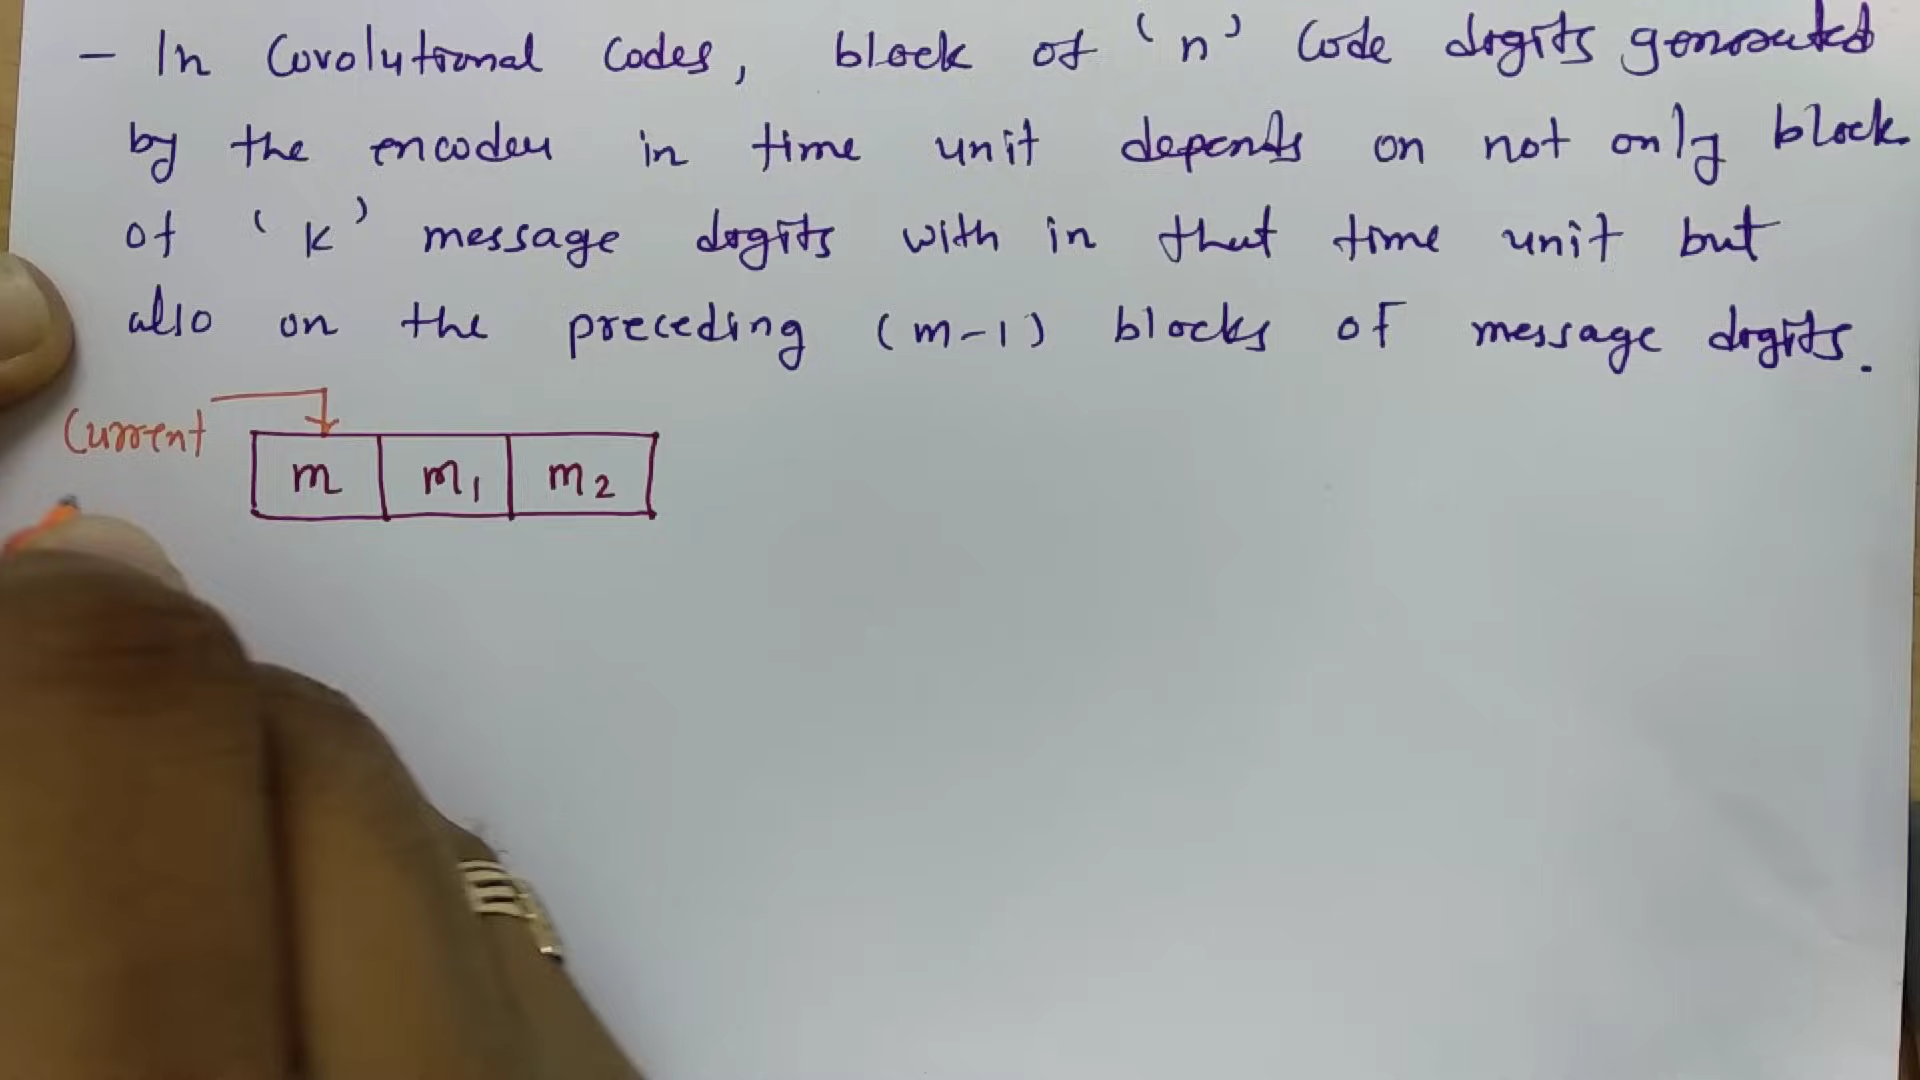 - In Covolutional Codes, block of 'n' Code digits generated
by the encoder in time unit depends on not only block
of 'k' message digits with in that time unit but
also on the preceding (m-1) blocks of message digits.
Current
m m1 m2